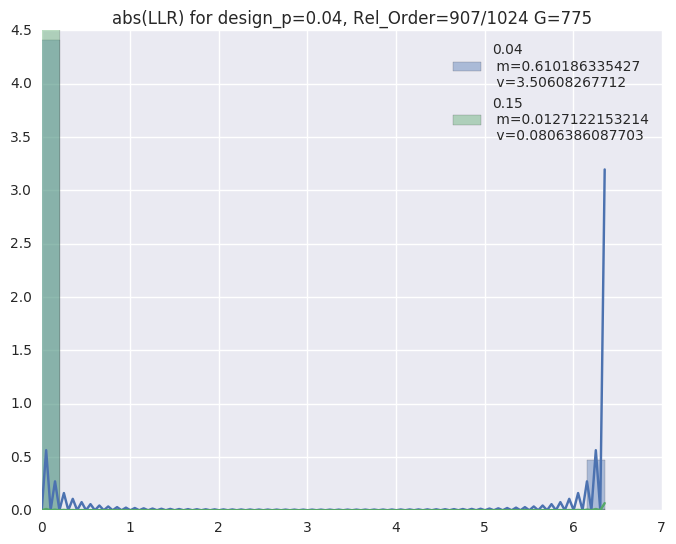 abs(LLR) for design_p=0.04, Rel_Order=907/1024 G=775
4.5
4.0
3.5
3.0
2.5
2.0
1.5
1.0
0.5
0.0
0.04
m=0.610186335427
v=3.50608267712
0.15
m=0.0127122153214
v=0.0806386087703
0 1 2 3 4 5 6 7